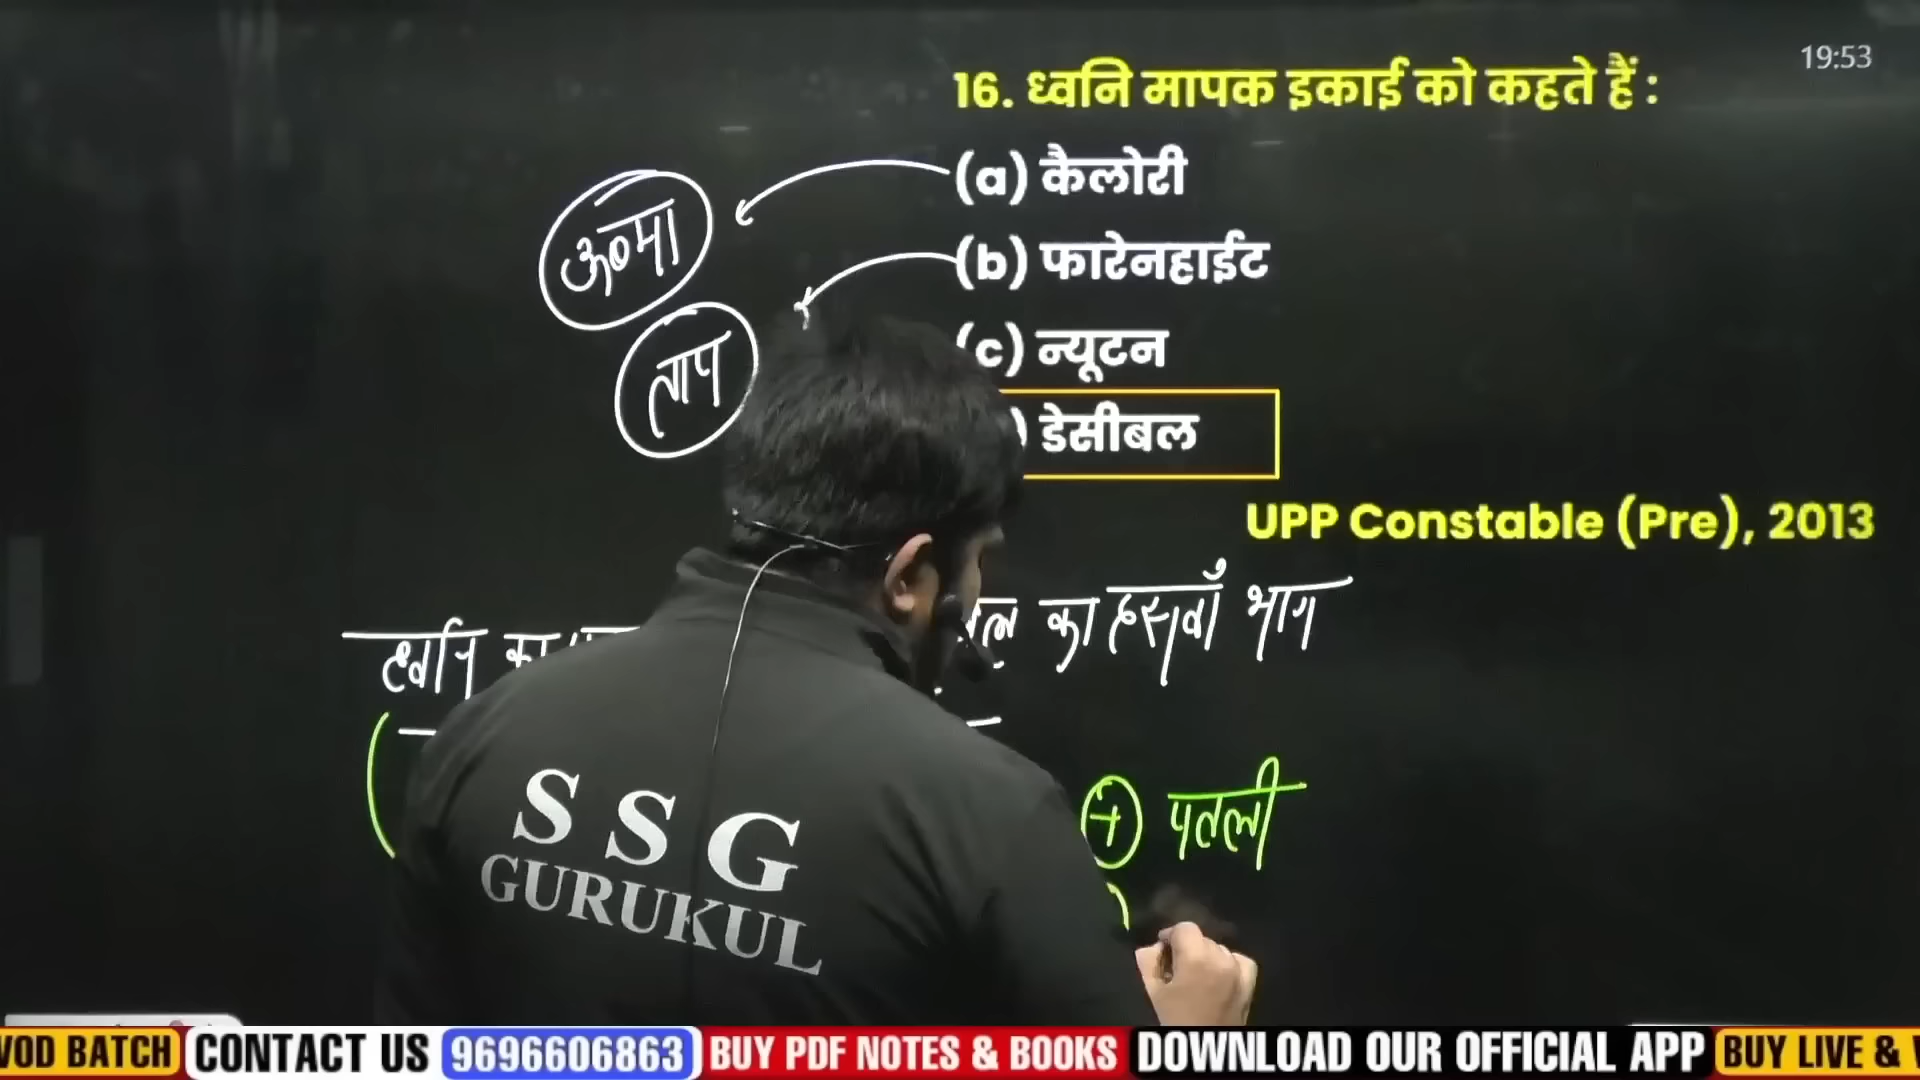 19:53
16. ध्वनि मापक इकाई को कहते हैं :
(a) कैलोरी
ऊष्मा
(b) फारेनहाईट
ताप
(c) न्यूटन
) डेसीबल
UPP Constable (Pre), 2013
ध्वनि का
का दसवाँ भाग
+ पतली
SSG
GURUKUL
VOD BATCH CONTACT US 9696606863 BUY PDF NOTES & BOOKS DOWNLOAD OUR OFFICIAL APP BUY LIVE &